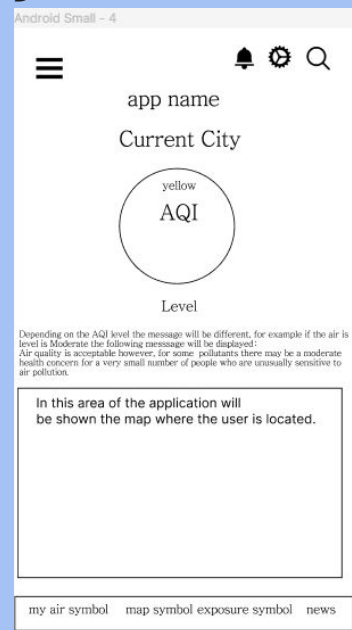 Android Small - 4
app name
Current City
yellow
AQI
Level
Depending on the AQI level the message will be different, for example if the air is
level is Moderate the following messsage will be displayed:
Air quality is acceptable however, for some pollutants there may be a moderate
health concern for a very small number of people who are unusually sensitive to
air pollution.
In this area of the application will
be shown the map where the user is located.
my air symbol map symbol exposure symbol news